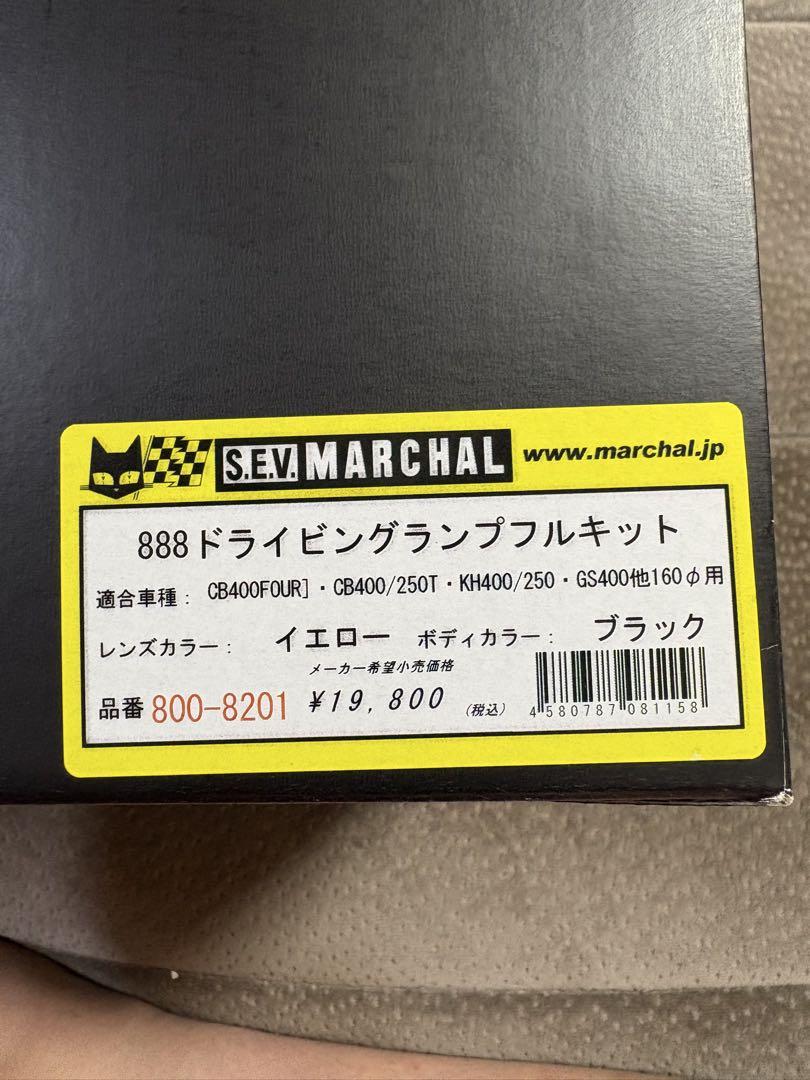 S.E.V. MARCHAL www.marchal.jp
888ドライビングランプフルキット
適合車種: CB400FOUR]・CB400/250T・KH400/250・GS400他160φ用
レンズカラー: イエロー ボディカラー: ブラック
メーカー希望小売価格
品番 800-8201 ¥19,800 (税込) 4 580787 081158